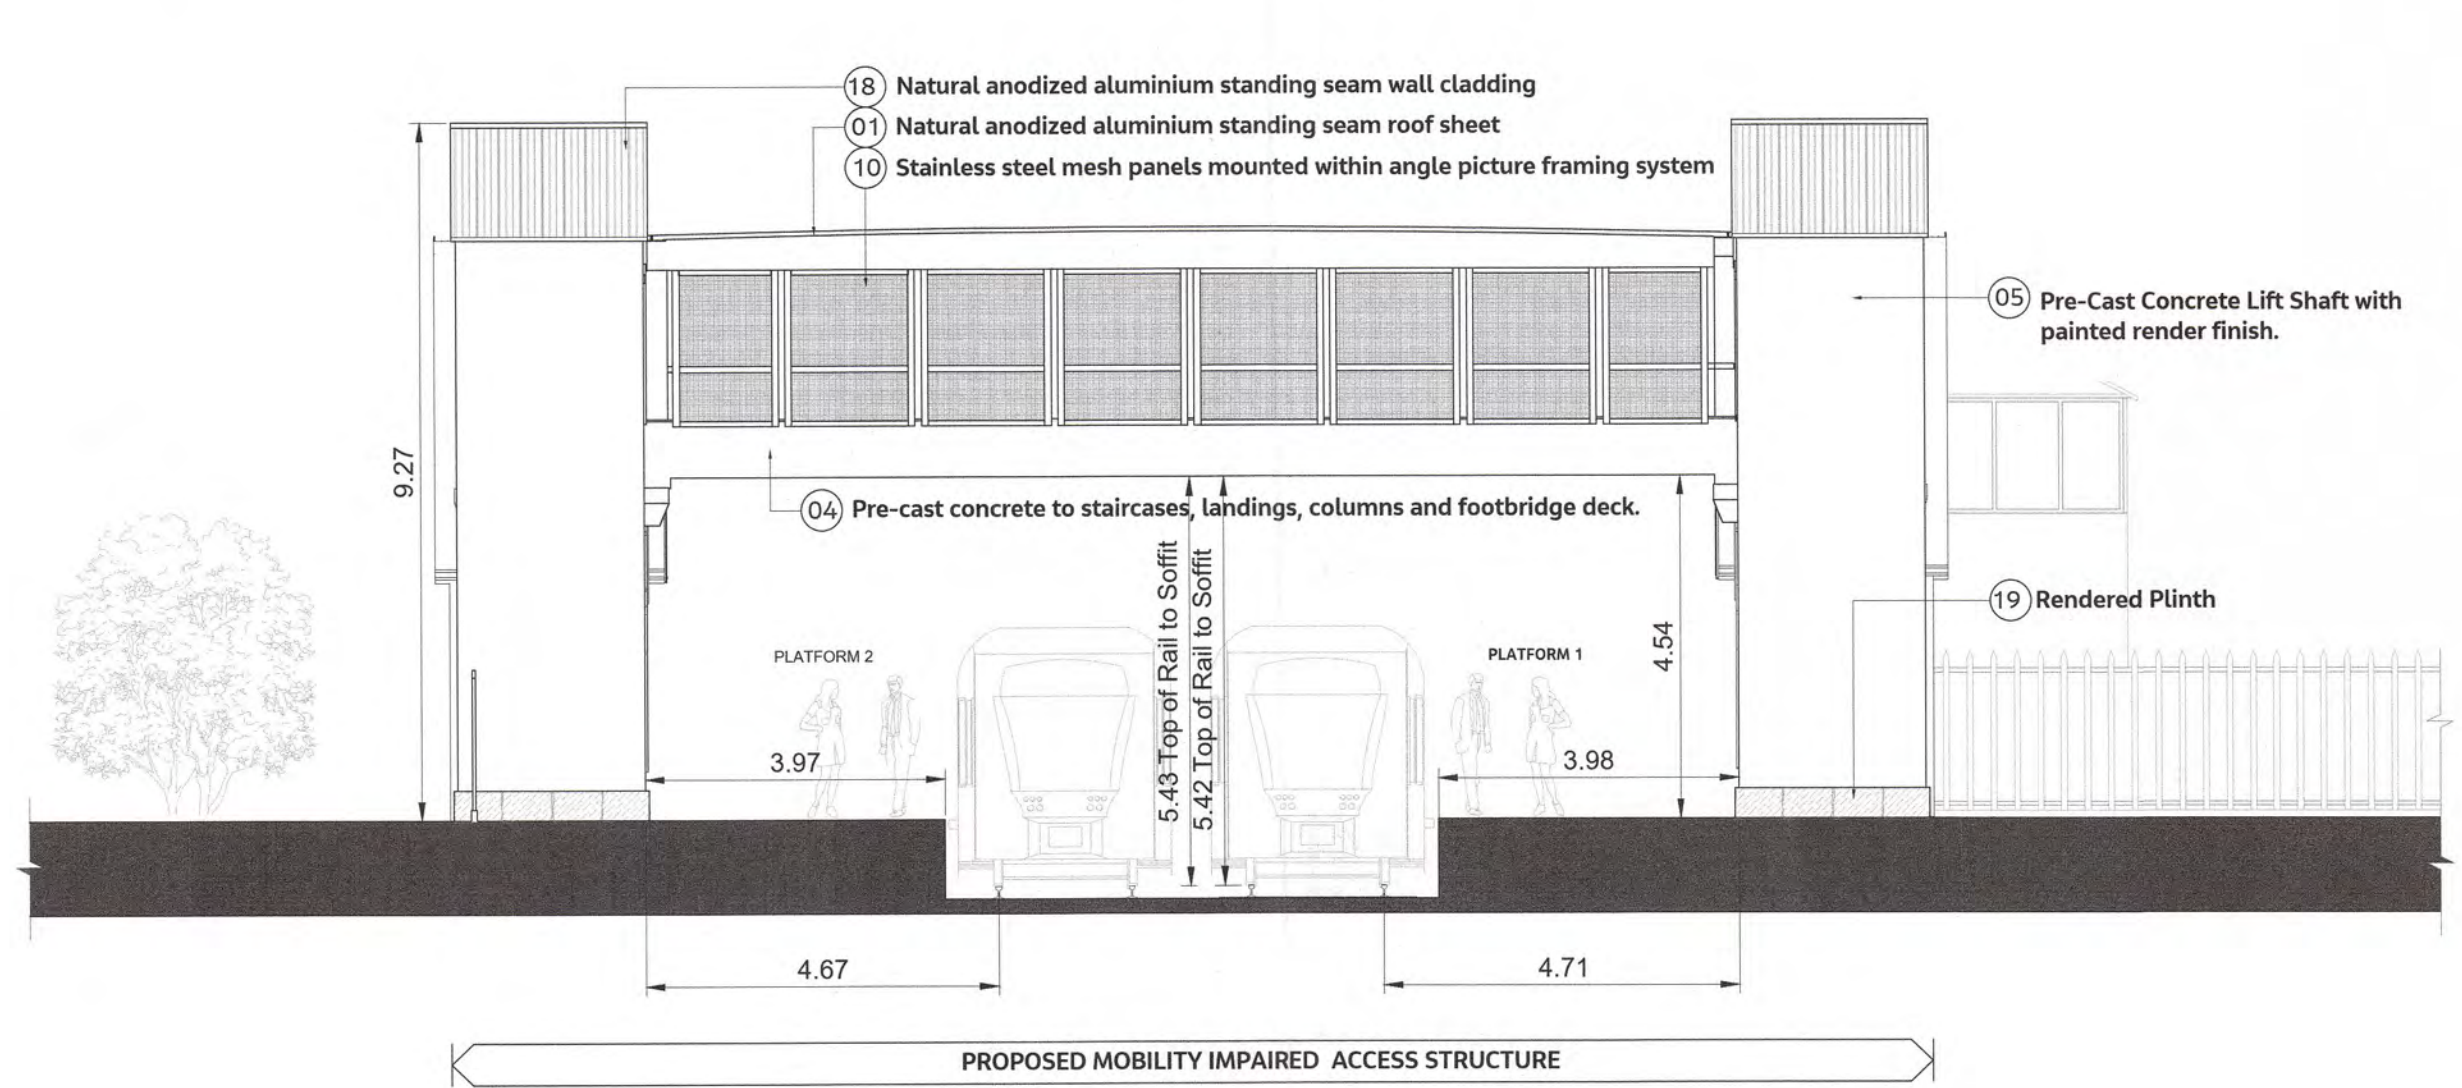 18 Natural anodized aluminium standing seam wall cladding
01 Natural anodized aluminium standing seam roof sheet
10 Stainless steel mesh panels mounted within angle picture framing system
05 Pre-Cast Concrete Lift Shaft with
painted render finish.
9.27
04 Pre-cast concrete to staircases, landings, columns and footbridge deck.
5.43 Top of Rail to Soffit
5.42 Top of Rail to Soffit
19 Rendered Plinth
PLATFORM 2
PLATFORM 1
4.54
3.97
3.98
4.67
4.71
PROPOSED MOBILITY IMPAIRED ACCESS STRUCTURE